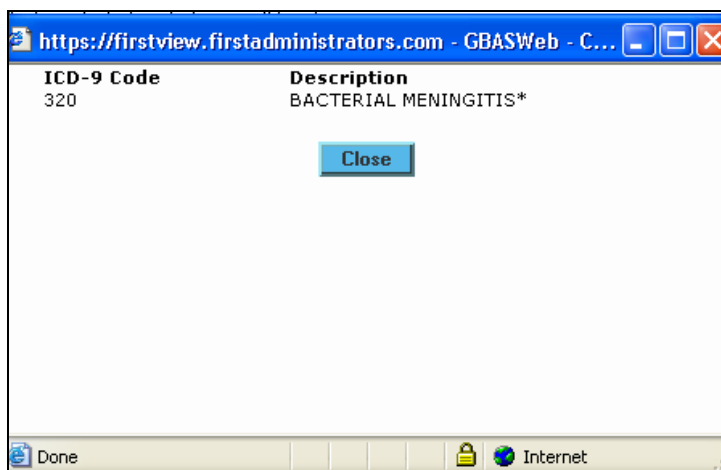 https://firstview.firstadministrators.com - GBASWeb - C...
ICD-9 Code Description
320 BACTERIAL MENINGITIS*
Close
Done Internet